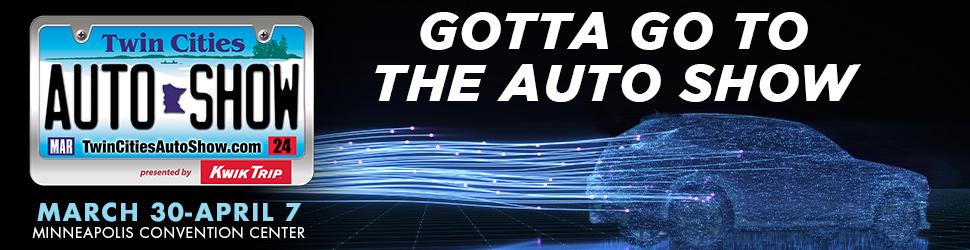 Twin Cities
AUTO SHOW
MAR
TwinCitiesAutoShow.com
24
presented by
KWIK TRIP
MARCH 30-APRIL 7
MINNEAPOLIS CONVENTION CENTER
GOTTA GO TO
THE AUTO SHOW